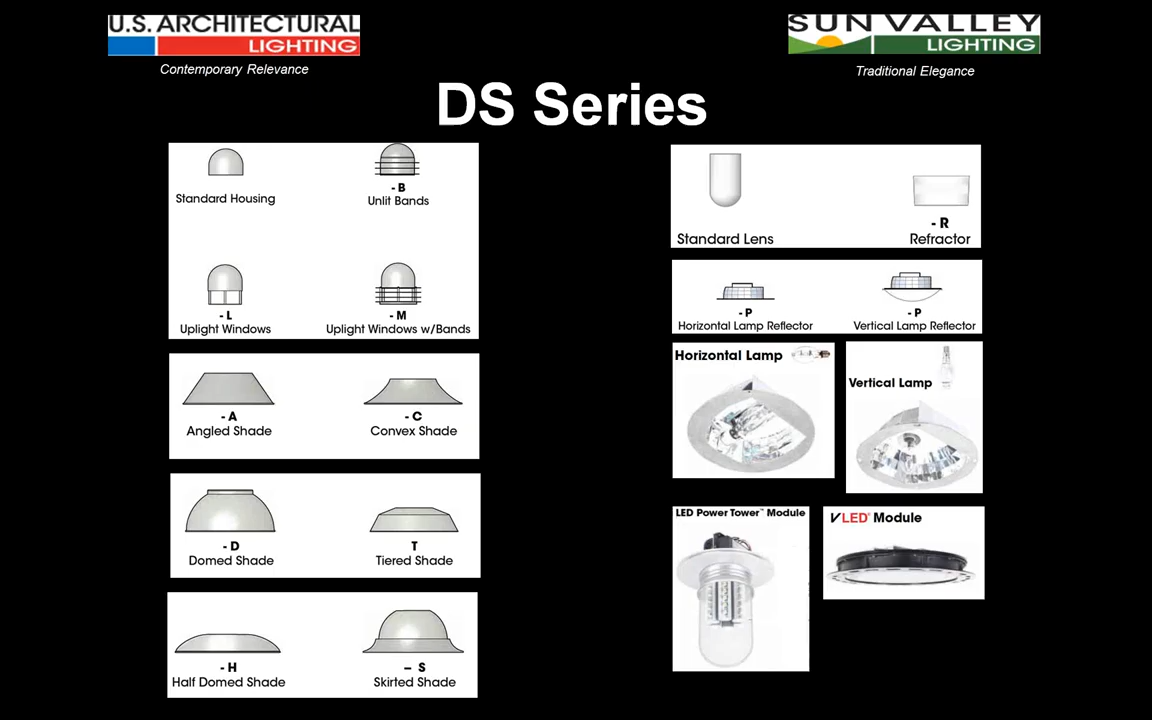 U.S. ARCHITECTURAL
LIGHTING
Contemporary Relevance
SUN VALLEY
LIGHTING
Traditional Elegance
DS Series
Standard Housing
- B
Unlit Bands
- L
Uplight Windows
- M
Uplight Windows w/Bands
- A
Angled Shade
- C
Convex Shade
- D
Domed Shade
T
Tiered Shade
- H
Half Domed Shade
– S
Skirted Shade
Standard Lens
- R
Refractor
- P
Horizontal Lamp Reflector
- P
Vertical Lamp Reflector
Horizontal Lamp
Vertical Lamp
LED Power Tower™ Module
VLED® Module